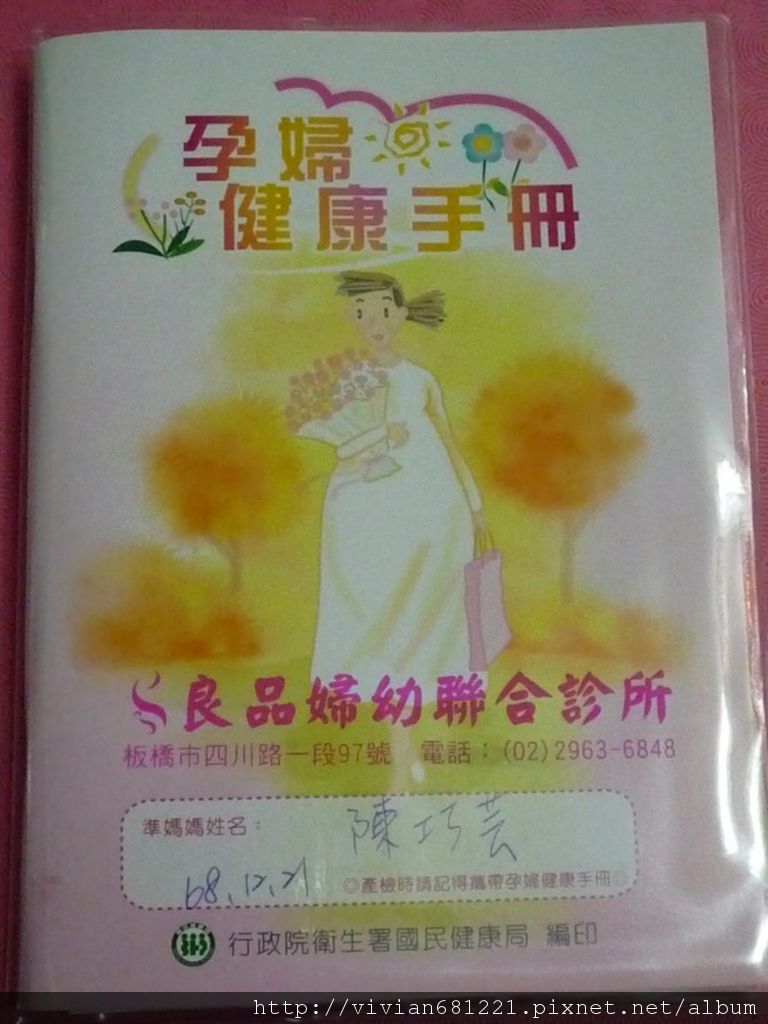 孕婦
健康手冊
良品婦幼聯合診所
板橋市四川路一段97號 電話：(02)2963-6848
準媽媽姓名： 陳巧芸
68.12.21 ◎產檢時請記得攜帶孕婦健康手冊◎
行政院衛生署國民健康局 編印
http://vivian681221.pixnet.net/album